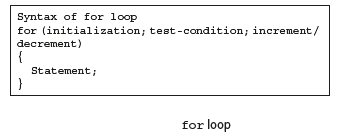 Syntax of for loop
for (initialization; test-condition; increment/
decrement)
{
Statement;
}
for loop